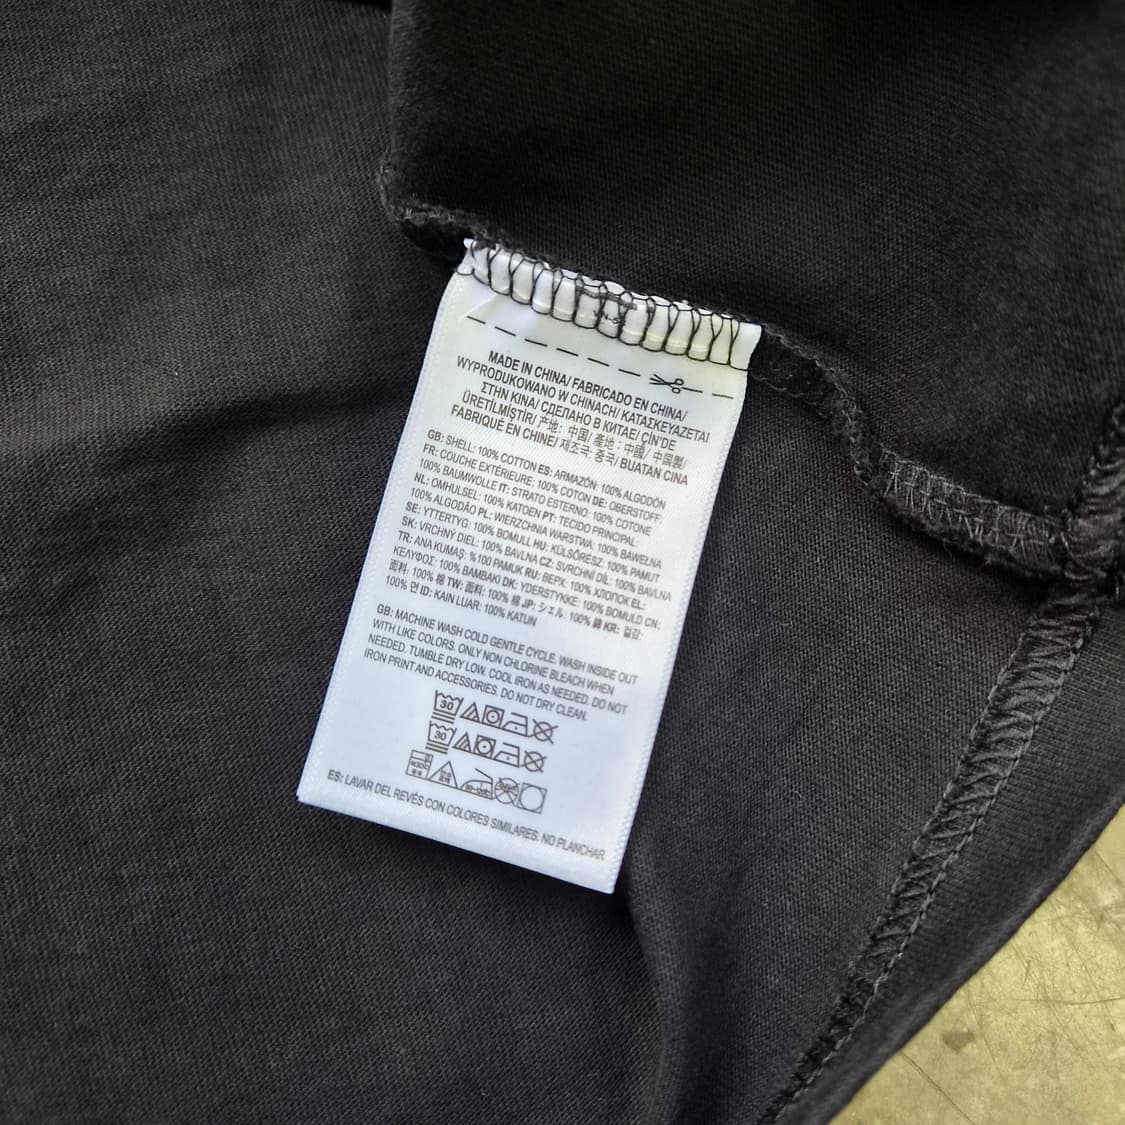 MADE IN CHINA/ FABRICADO EN CHINA/
WYPRODUKOWANO W CHINACH/ KATAΣKEYAZETAI
ΣTHN KINA/ СДЕЛАНО В КИТАЕ/ ÇİN'DE
ÜRETİLMİŞTİR/ 产地: 中国/ 產地: 中國/ 中国製/
FABRIQUÉ EN CHINE/ 제조국: 중국/ BUATAN CINA
GB: SHELL: 100% COTTON ES: ARMAZÓN: 100% ALGODÓN
FR: COUCHE EXTÉRIEURE: 100% COTON DE: OBERSTOFF:
100% BAUMWOLLE IT: STRATO ESTERNO: 100% COTONE
NL: OMHULSEL: 100% KATOEN PT: TECIDO PRINCIPAL:
100% ALGODÃO PL: WIERZCHNIA WARSTWA: 100% BAWEŁNA
SE: YTTERTYG: 100% BOMULL HU: KÜLSŐRÉSZ: 100% PAMUT
SK: VRCHNÝ DIEL: 100% BAVLNA CZ: SVRCHNÍ DÍL: 100% BAVLNA
TR: ANA KUMAŞ: %100 PAMUK RU: ВЕРХ: 100% ХЛОПОК EL:
ΚΕΛΥΦΟΣ: 100% ΒΑΜΒΑΚΙ DK: YDERSTYKKE: 100% BOMULD CN:
面料: 100% 棉 TW: 面料: 100% 棉 JP: シェル: 100% 綿 KR: 겉감:
100% 면 ID: KAIN LUAR: 100% KATUN
GB: MACHINE WASH COLD GENTLE CYCLE. WASH INSIDE OUT
WITH LIKE COLORS. ONLY NON CHLORINE BLEACH WHEN
NEEDED. TUMBLE DRY LOW. COOL IRON AS NEEDED. DO NOT
IRON PRINT AND ACCESSORIES. DO NOT DRY CLEAN.
30
30
ES: LAVAR DEL REVÉS CON COLORES SIMILARES. NO PLANCHAR